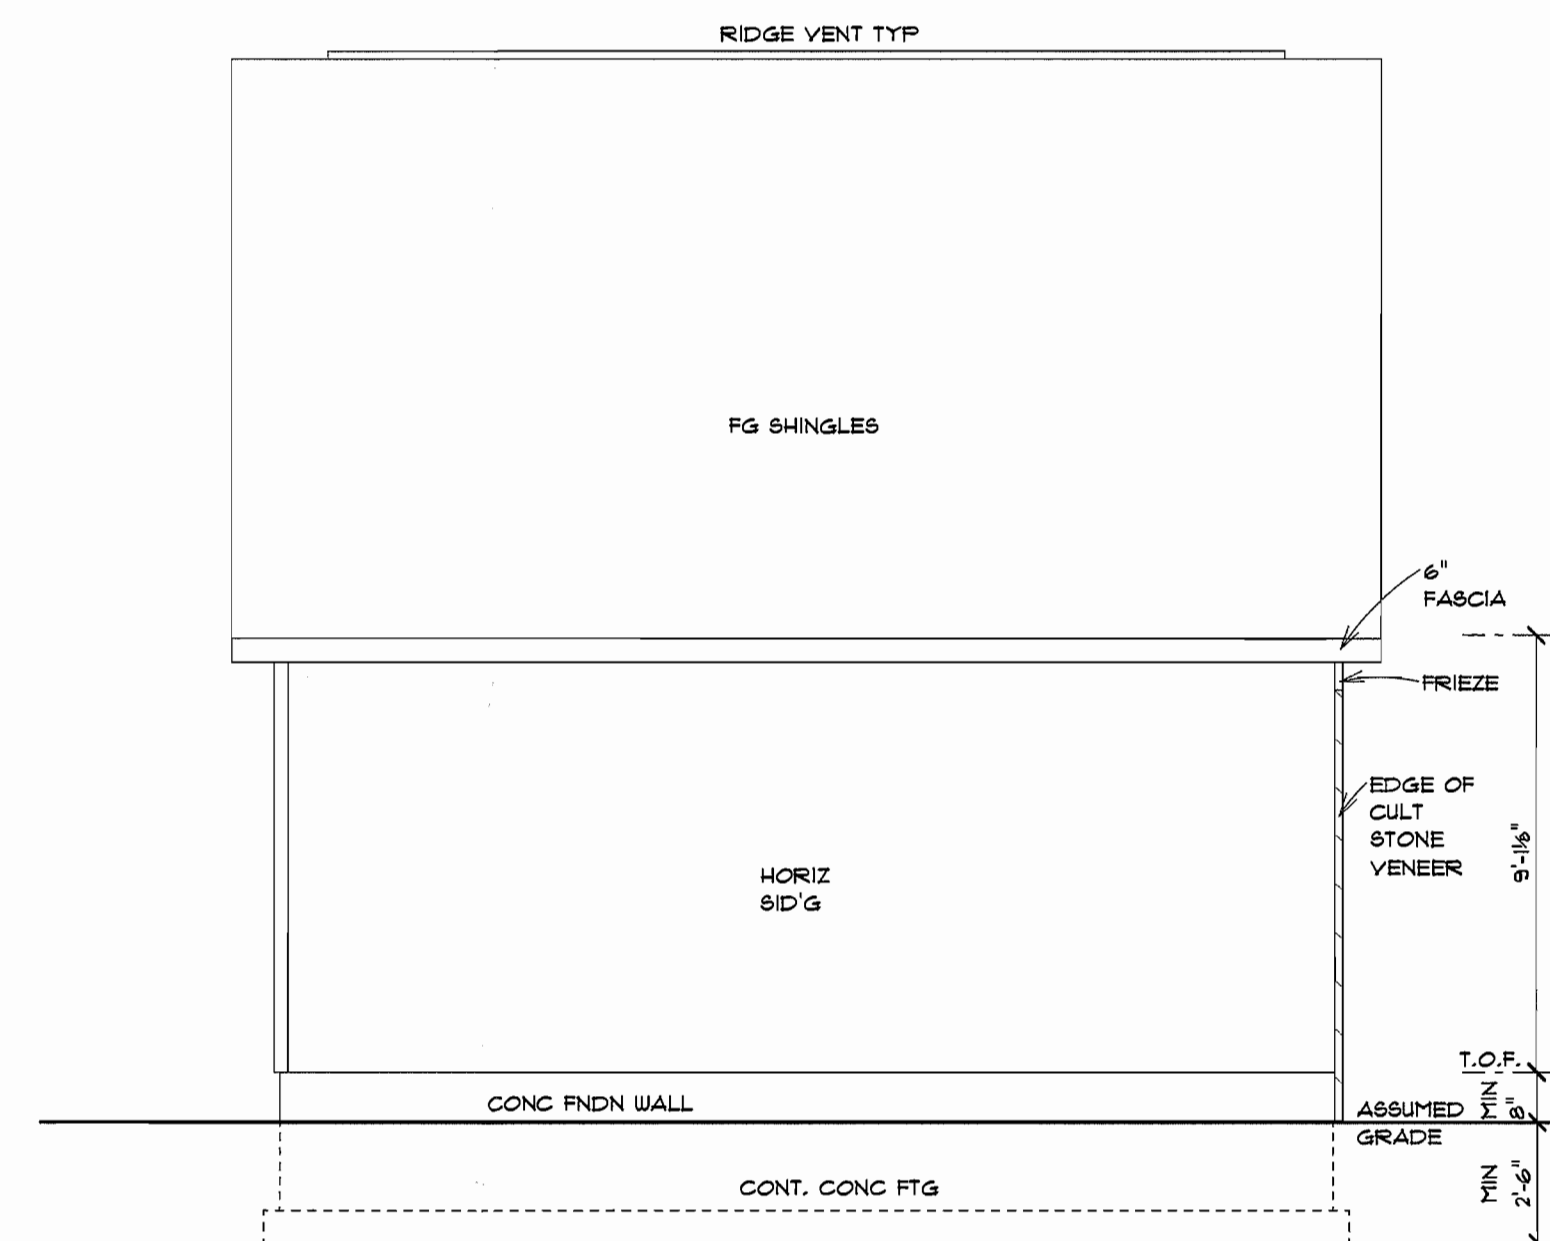 RIDGE VENT TYP
FG SHINGLES
6"
FASCIA
FRIEZE
EDGE OF
CULT
STONE
VENEER
9'-1⅛"
HORIZ
SID'G
T.O.F.
MIN
8"
CONC FNDN WALL
ASSUMED
GRADE
CONT. CONC FTG
MIN
2'-6"